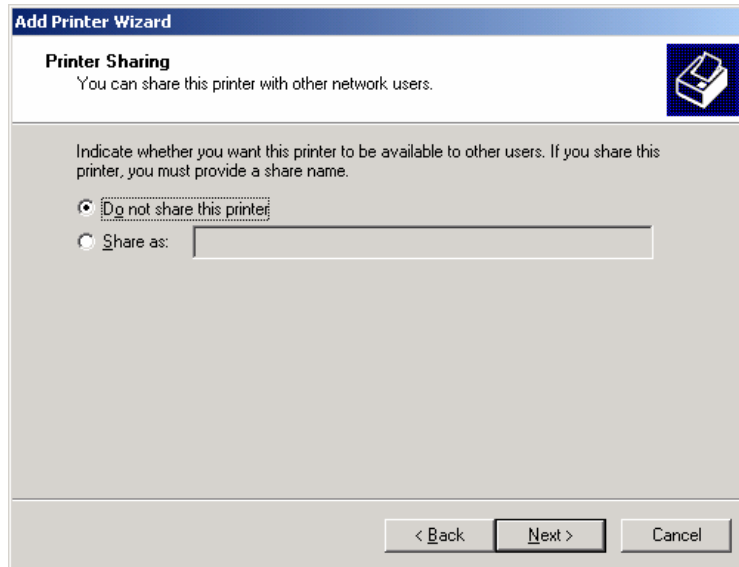 Add Printer Wizard
Printer Sharing
You can share this printer with other network users.
Indicate whether you want this printer to be available to other users. If you share this
printer, you must provide a share name.
Do not share this printer
Share as:
< Back
Next >
Cancel